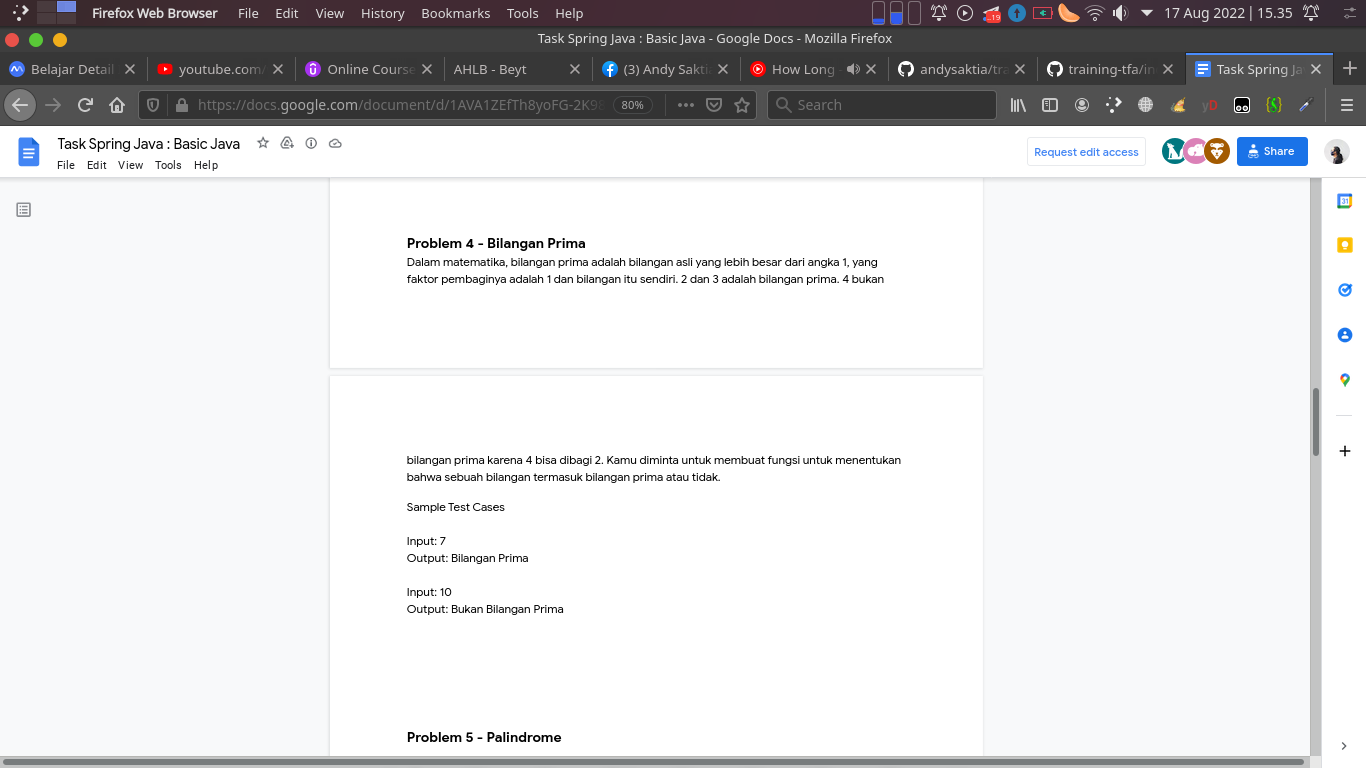 Firefox Web Browser File Edit View History Bookmarks Tools Help 19 17 Aug 2022 | 15.35
Task Spring Java : Basic Java - Google Docs - Mozilla Firefox
Belajar Detail youtube.com/ Online Course AHLB - Beyt (3) Andy Sakti How Long andysaktia/tra training-tfa/in Task Spring Ja
https://docs.google.com/document/d/1AVA1ZEfTh8yoFG-2K98 80% Search
yD
Task Spring Java : Basic Java
File Edit View Tools Help
Request edit access Share
31
Problem 4 - Bilangan Prima
Dalam matematika, bilangan prima adalah bilangan asli yang lebih besar dari angka 1, yang
faktor pembaginya adalah 1 dan bilangan itu sendiri. 2 dan 3 adalah bilangan prima. 4 bukan
bilangan prima karena 4 bisa dibagi 2. Kamu diminta untuk membuat fungsi untuk menentukan
bahwa sebuah bilangan termasuk bilangan prima atau tidak.
Sample Test Cases
Input: 7
Output: Bilangan Prima
Input: 10
Output: Bukan Bilangan Prima
Problem 5 - Palindrome